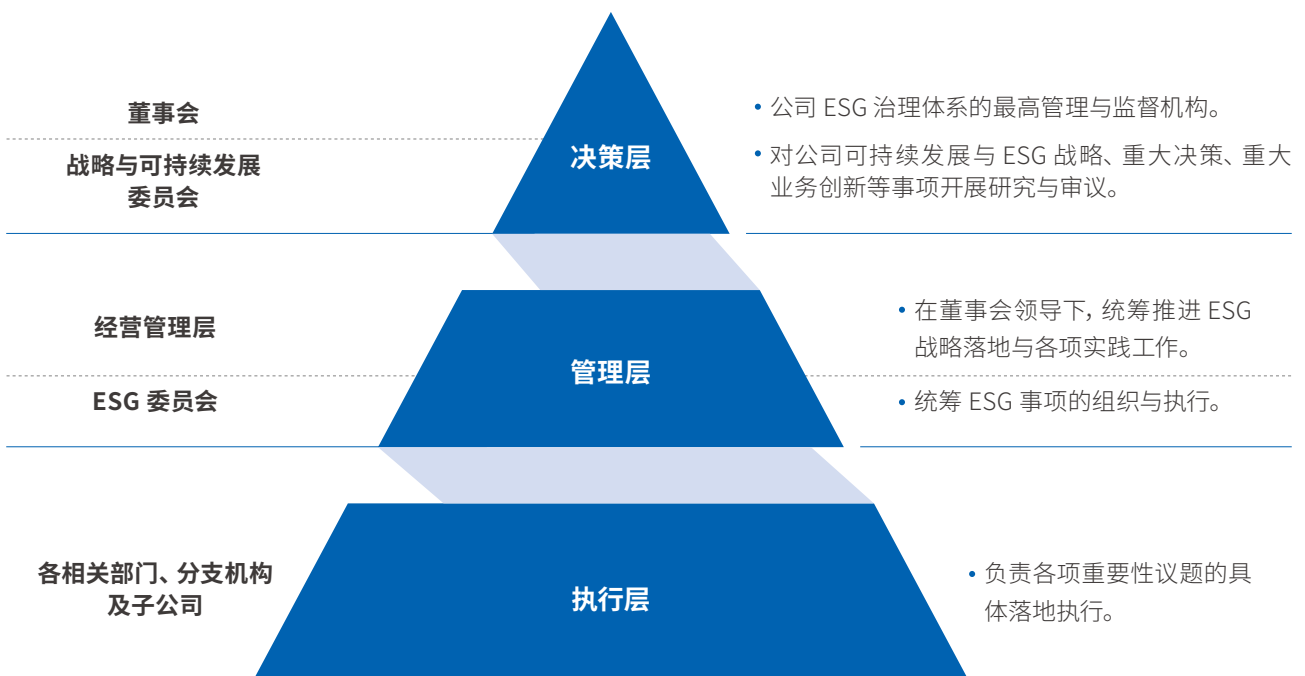 董事会
战略与可持续发展
委员会
决策层
• 公司 ESG 治理体系的最高管理与监督机构。
• 对公司可持续发展与 ESG 战略、重大决策、重大
业务创新等事项开展研究与审议。
经营管理层
ESG 委员会
管理层
• 在董事会领导下，统筹推进 ESG
战略落地与各项实践工作。
• 统筹 ESG 事项的组织与执行。
各相关部门、分支机构
及子公司
执行层
• 负责各项重要性议题的具
体落地执行。